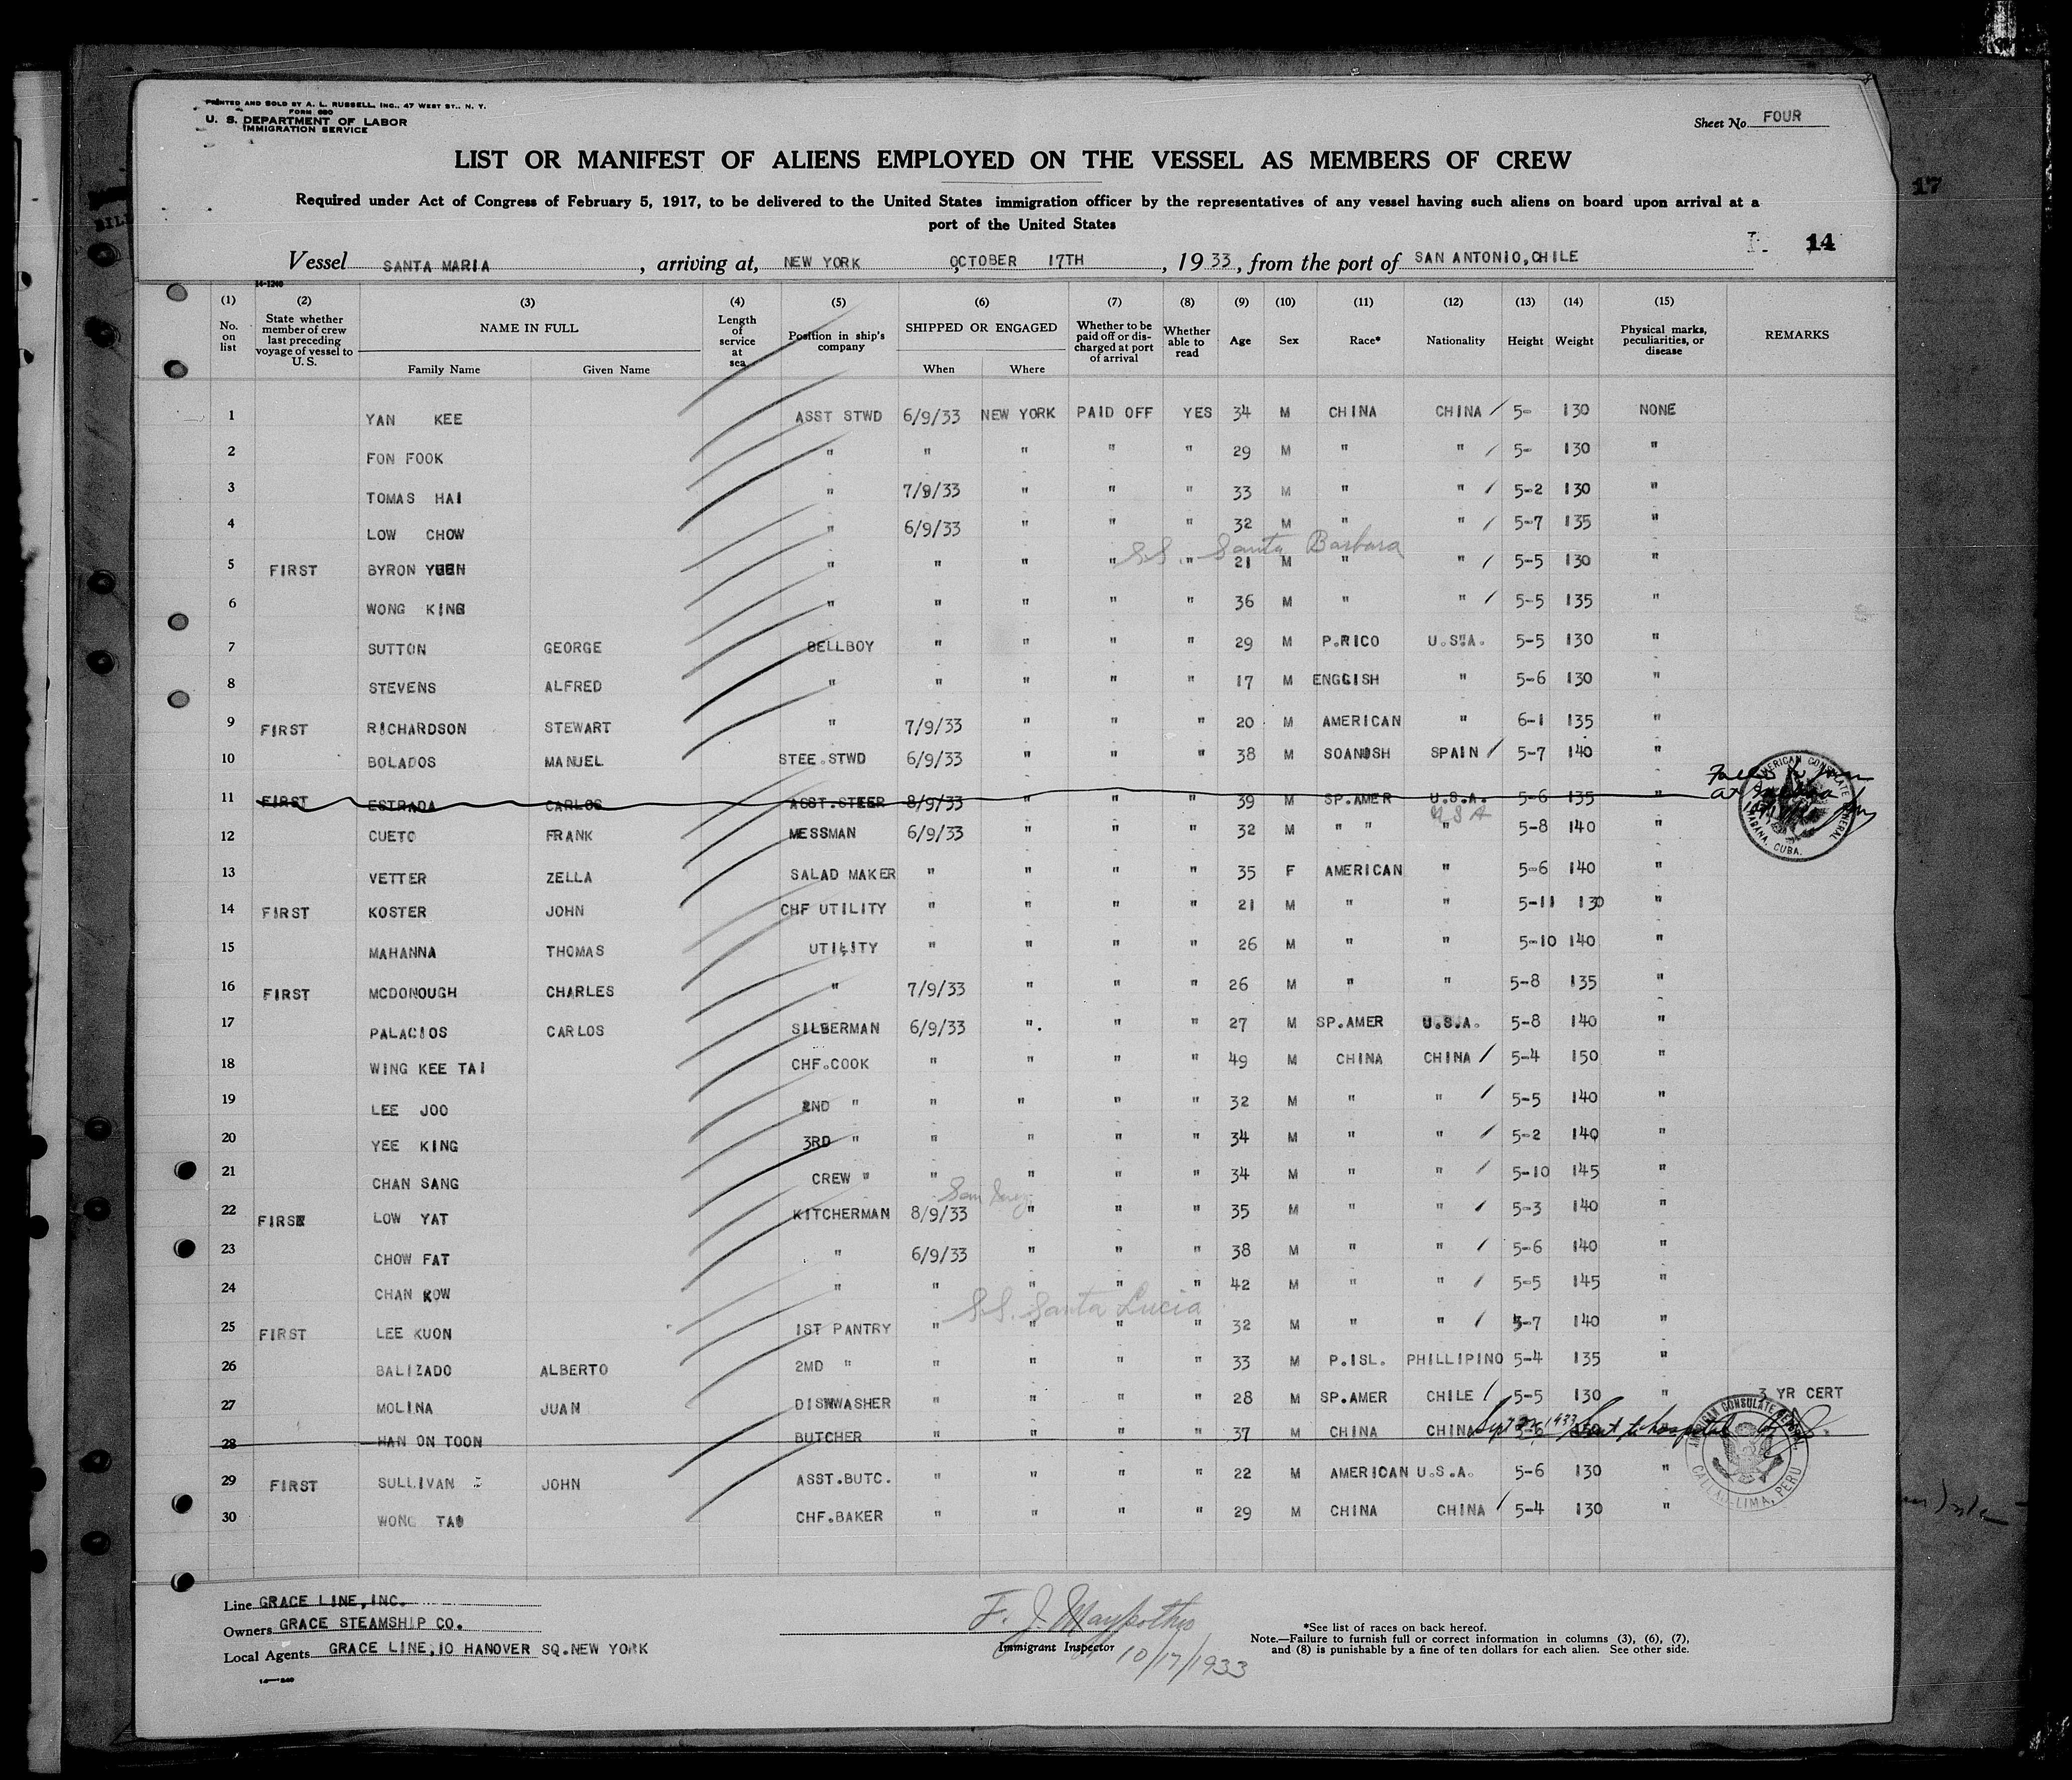 PRINTED AND SOLD BY A. L. RUSSELL, INC., 47 WEST ST., N. Y.
FORM 680
U. S. DEPARTMENT OF LABOR
IMMIGRATION SERVICE
Sheet No. FOUR
LIST OR MANIFEST OF ALIENS EMPLOYED ON THE VESSEL AS MEMBERS OF CREW
Required under Act of Congress of February 5, 1917, to be delivered to the United States immigration officer by the representatives of any vessel having such aliens on board upon arrival at a
port of the United States
17
14
Vessel SANTA MARIA, arriving at, NEW YORK OCTOBER 17TH, 1933, from the port of SAN ANTONIO, CHILE
14-1240
(1) (2) (3) (4) (5) (6) (7) (8) (9) (10) (11) (12) (13) (14) (15)
No. on list State whether member of crew last preceding voyage of vessel to U. S. NAME IN FULL Length of service at sea Position in ship's company SHIPPED OR ENGAGED Whether to be paid off or discharged at port of arrival Whether able to read Age Sex Race* Nationality Height Weight Physical marks, peculiarities, or disease REMARKS
Family Name Given Name When Where
1 YAN KEE ASST STWD 6/9/33 NEW YORK PAID OFF YES 34 M CHINA CHINA / 5- 130 NONE
2 FON FOOK " " " " " 29 M " " / 5- 130 "
3 TOMAS HAI " 7/9/33 " " " 33 M " " / 5-2 130 "
4 LOW CHOW " 6/9/33 " " " 32 M " " / 5-7 135 "
SS. Santa Barbara
5 FIRST BYRON YUEN " " " " " 21 M " " / 5-5 130 "
6 WONG KING " " " " " 36 M " " / 5-5 135 "
7 SUTTON GEORGE BELLBOY " " " " 29 M P.RICO U.S.A. 5-5 130 "
8 STEVENS ALFRED " " " " " 17 M ENGGISH " 5-6 130 "
9 FIRST RICHARDSON STEWART " 7/9/33 " " " 20 M AMERICAN " 6-1 135 "
10 BOLADOS MANUEL STEE.STWD 6/9/33 " " " 38 M SOANDSH SPAIN / 5-7 140 "
11 FIRST ESTRADA CARLOS ASST.STEER 8/9/33 " " " 39 M SP.AMER U.S.A. 5-6 135 " Failed to join at
AMERICAN CONSULATE GENERAL HABANA, CUBA.
USA
12 CUETO FRANK MESSMAN 6/9/33 " " " 32 M " " " 5-8 140 "
13 VETTER ZELLA SALAD MAKER " " " " 35 F AMERICAN " 5-6 140 "
14 FIRST KOSTER JOHN CHF UTILITY " " " " 21 M " " 5-11 130 "
15 MAHANNA THOMAS UTILITY " " " " 26 M " " 5-10 140 "
16 FIRST MCDONOUGH CHARLES " 7/9/33 " " " 26 M " " 5-8 135 "
17 PALACIOS CARLOS SILBERMAN 6/9/33 " " " 27 M SP.AMER U.S.A. 5-8 140 "
18 WING KEE TAI CHF.COOK " " " " 49 M CHINA CHINA / 5-4 150 "
19 LEE JOO 2ND " " " " " 32 M " " / 5-5 140 "
20 YEE KING 3RD " " " " " 34 M " " / 5-2 140 "
21 CHAN SANG CREW " " " " " 34 M " " / 5-10 145 "
22 FIRST LOW YAT KITCHERMAN 8/9/33 " " " 35 M " " / 5-3 140 "
23 CHOW FAT " 6/9/33 " " " 38 M " " / 5-6 140 "
24 CHAN KOW " " " " " 42 M " " / 5-5 145 "
SS. Santa Lucia
25 FIRST LEE KUON 1ST PANTRY " " " " 32 M " " / 5-7 140 "
26 BALIZADO ALBERTO 2MD " " " " " 33 M P.ISL. PHILLIPINO 5-4 135 "
27 MOLINA JUAN DISHWASHER " " " " 28 M SP.AMER CHILE / 5-5 130 " 3 YR CERT
28 HAN ON TOON BUTCHER " " " " 37 M CHINA CHINA Sept 1933 Sent to hospital
AMERICAN CONSULATE GENERAL CALLAO-LIMA, PERU
29 FIRST SULLIVAN JOHN ASST.BUTC. " " " " 22 M AMERICAN U.S.A. 5-6 130 "
30 WONG TAO CHF.BAKER " " " " 29 M CHINA CHINA / 5-4 130 "
Line GRACE LINE, INC.
Owners GRACE STEAMSHIP CO.
Local Agents GRACE LINE, 10 HANOVER SQ. NEW YORK
F. J.
Immigrant Inspector
10/17/1933
*See list of races on back hereof.
Note.—Failure to furnish full or correct information in columns (3), (6), (7),
and (8) is punishable by a fine of ten dollars for each alien. See other side.